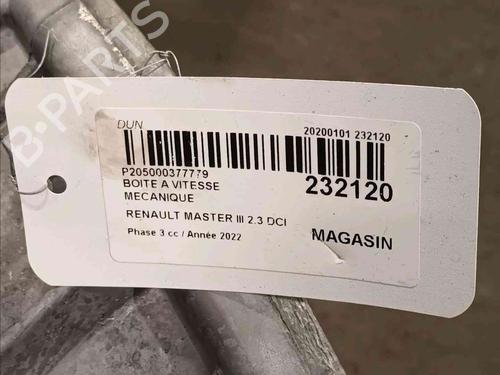 B-PARTS
DUN
20200101 232120
P205000377779
BOITE A VITESSE
MECANIQUE
232120
RENAULT MASTER III 2.3 DCI
Phase 3 cc / Année 2022
MAGASIN